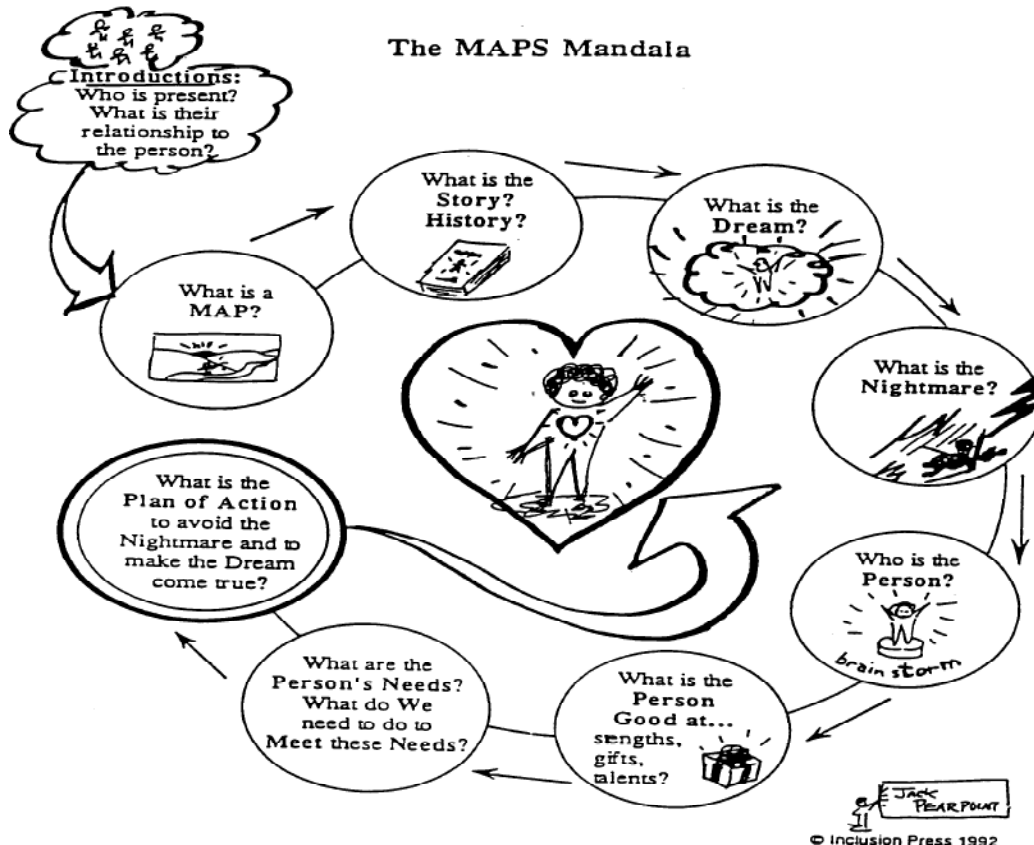 The MAPS Mandala
Introductions:
Who is present?
What is their
relationship to
the person?
What is a
MAP?
What is the
Story?
History?
What is the
Dream?
What is the
Nightmare?
Who is the
Person?
brainstorm
What is the
Person
Good at...
stengths,
gifts,
talents?
What are the
Person's Needs?
What do We
need to do to
Meet these Needs?
What is the
Plan of Action
to avoid the
Nightmare and to
make the Dream
come true?
JACK
PEARPOINT
© Inclusion Press 1992